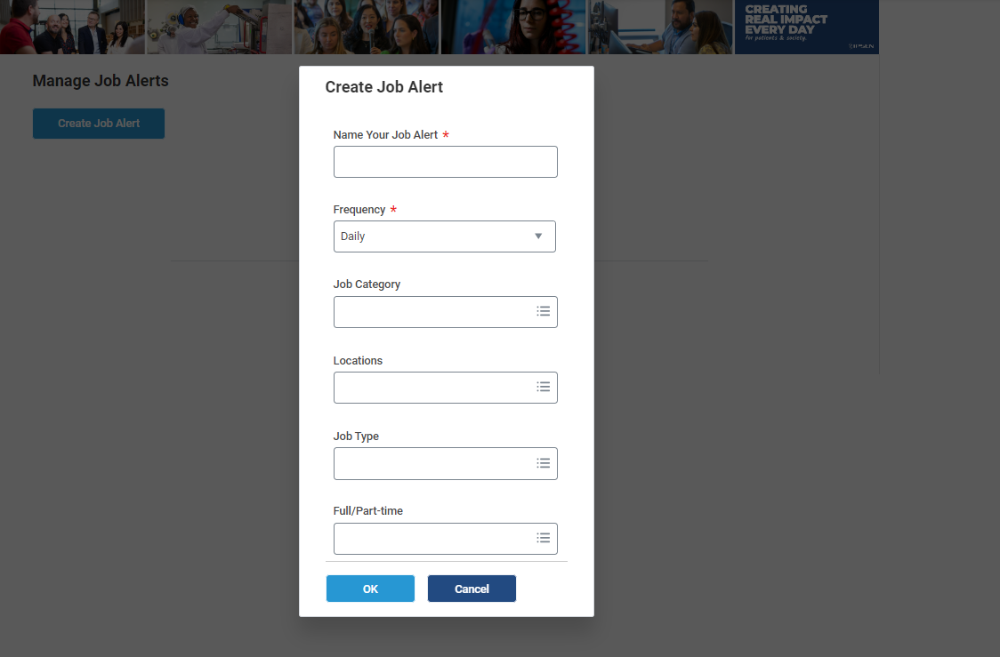 CREATING
REAL IMPACT
EVERY DAY
for patients & society.
IPSEN
Manage Job Alerts
Create Job Alert
Create Job Alert
Name Your Job Alert *
Frequency *
Daily
Job Category
Locations
Job Type
Full/Part-time
OK
Cancel